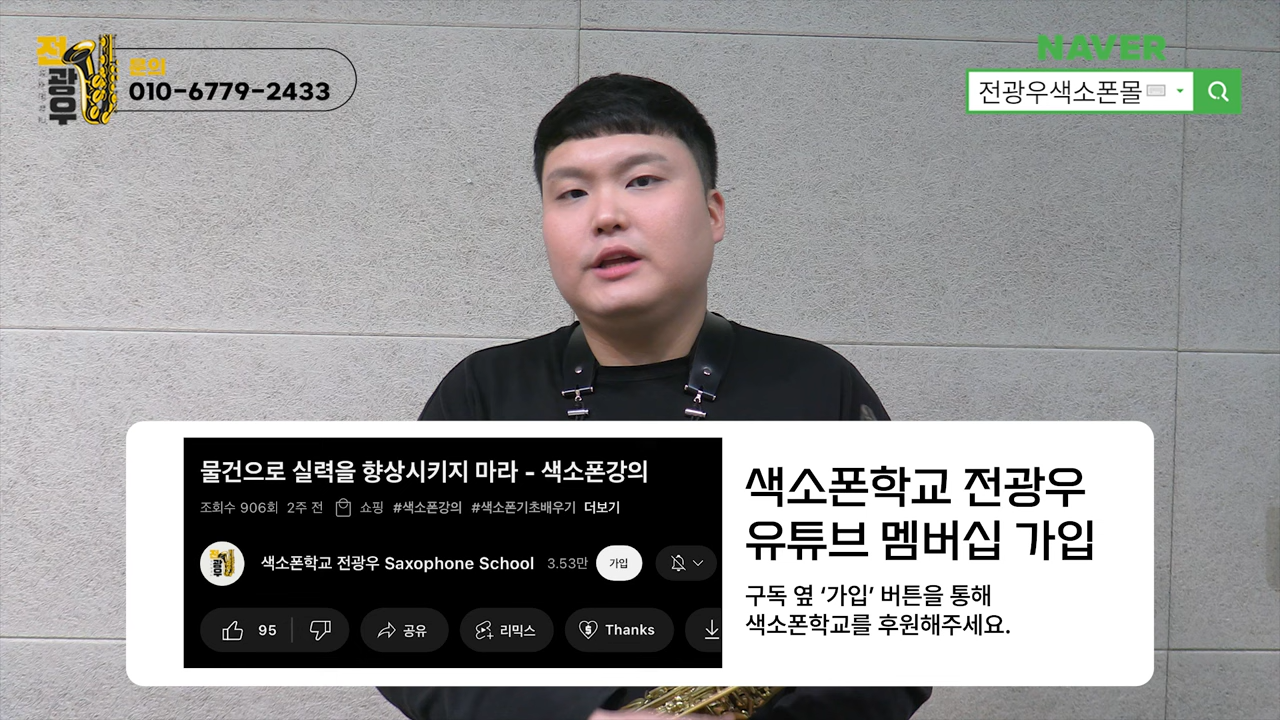 전광우
문의
010-6779-2433
NAVER
전광우색소폰몰
물건으로 실력을 향상시키지 마라 - 색소폰강의
조회수 906회 2주 전 쇼핑 #색소폰강의 #색소폰기초배우기 더보기
전광우
색소폰학교 전광우 Saxophone School 3.53만 가입
95 공유 리믹스 Thanks
색소폰학교 전광우
유튜브 멤버십 가입
구독 옆 ‘가입’ 버튼을 통해
색소폰학교를 후원해주세요.